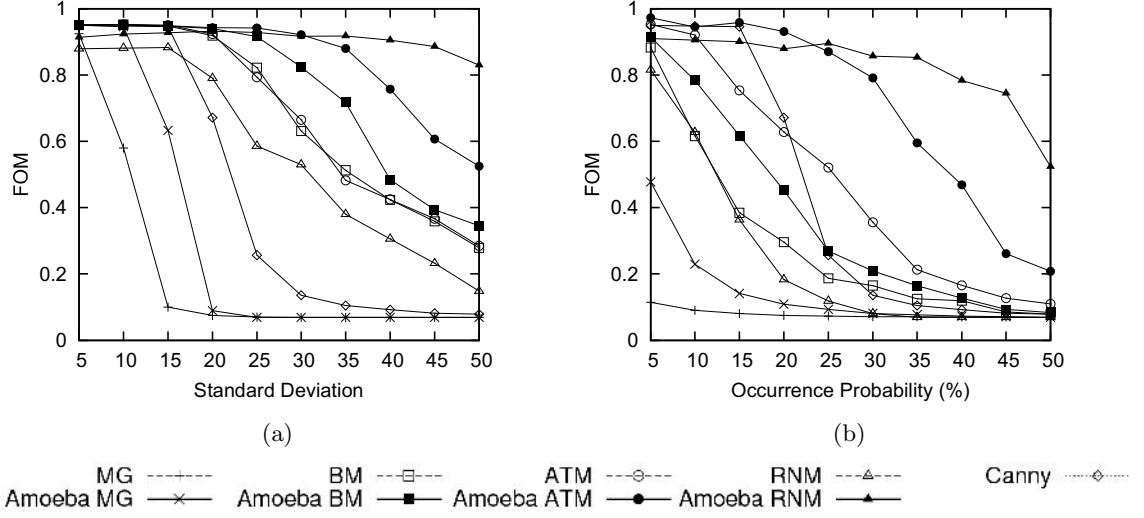 1
0.8
0.6
0.4
0.2
0
FOM
5 10 15 20 25 30 35 40 45 50
Standard Deviation
(a)
1
0.8
0.6
0.4
0.2
0
FOM
5 10 15 20 25 30 35 40 45 50
Occurrence Probability (%)
(b)
MG BM ATM RNM Canny
Amoeba MG Amoeba BM Amoeba ATM Amoeba RNM